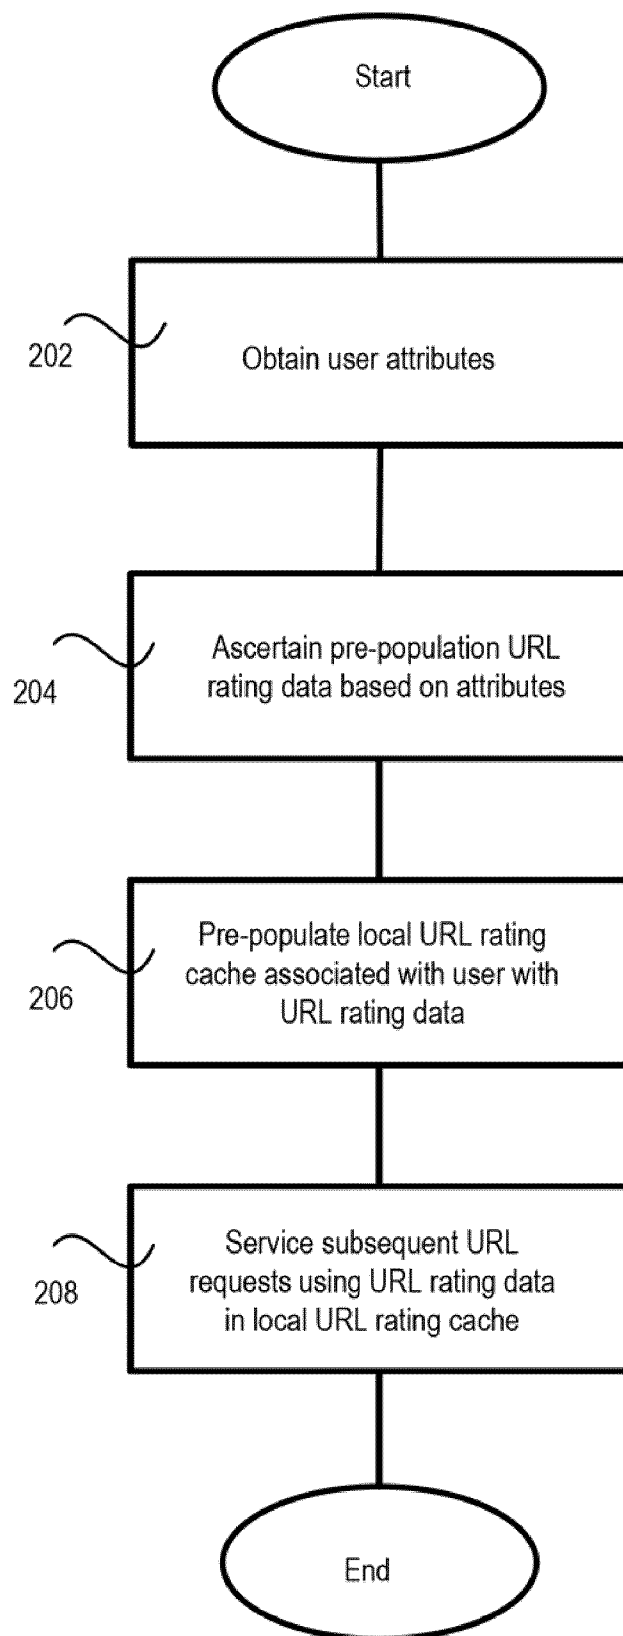 Start
202
Obtain user attributes
Ascertain pre-population URL
rating data based on attributes
204
Pre-populate local URL rating
cache associated with user with
URL rating data
206
Service subsequent URL
requests using URL rating data
in local URL rating cache
208
End